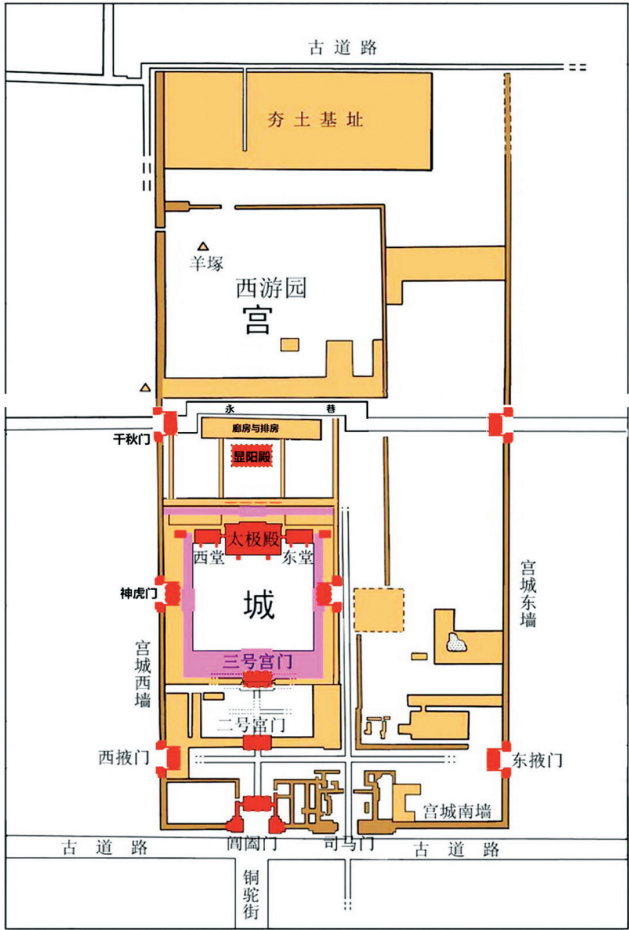 古道路
夯土基址
羊塚
西游园
宫
永巷
廊房与排房
千秋门
显阳殿
太极殿
西堂
东堂
神虎门
城
宫城东墙
三号宫门
宫城西墙
二号宫门
西掖门
东掖门
宫城南墙
古道路
阊阖门
司马门
古道路
铜驼街